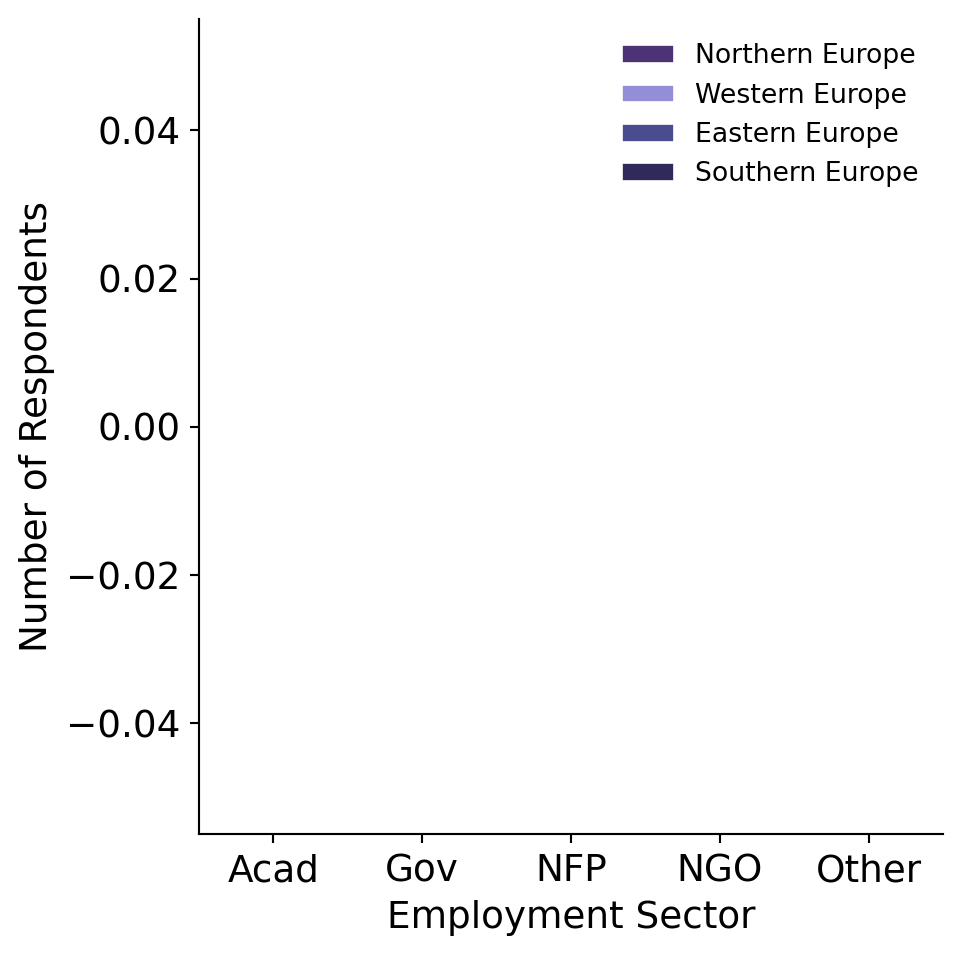 Northern Europe
Western Europe
Eastern Europe
Southern Europe
0.04
0.02
0.00
−0.02
−0.04
Number of Respondents
Acad Gov NFP NGO Other
Employment Sector